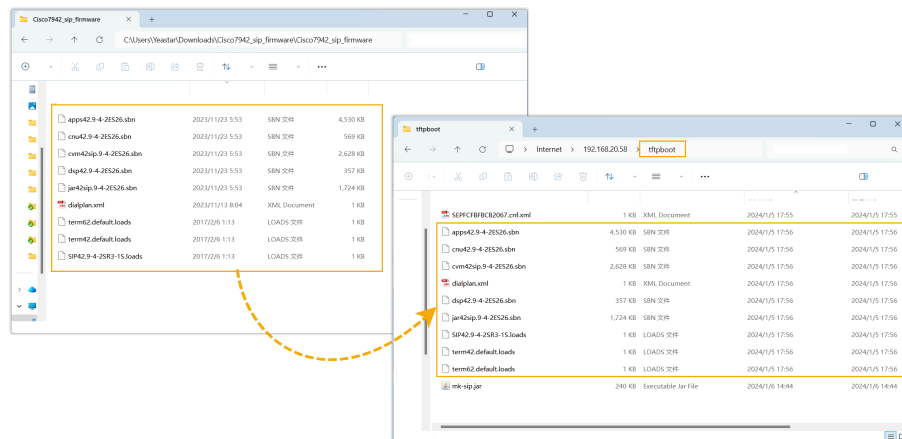 Cisco7942_sip_firmware
C:\Users\Yeastar\Downloads\Cisco7942_sip_firmware\Cisco7942_sip_firmware
apps42.9-4-2ES26.sbn 2023/11/23 5:53 SBN 文件 4,530 KB
cnu42.9-4-2ES26.sbn 2023/11/23 5:53 SBN 文件 569 KB
cvm42sip.9-4-2ES26.sbn 2023/11/23 5:53 SBN 文件 2,628 KB
dsp42.9-4-2ES26.sbn 2023/11/23 5:53 SBN 文件 357 KB
jar42sip.9-4-2ES26.sbn 2023/11/23 5:53 SBN 文件 1,724 KB
dialplan.xml 2023/11/13 8:04 XML Document 1 KB
term62.default.loads 2017/2/6 1:13 LOADS 文件 1 KB
term42.default.loads 2017/2/6 1:13 LOADS 文件 1 KB
SIP42.9-4-2SR3-1S.loads 2017/2/6 1:13 LOADS 文件 1 KB
tftpboot
Internet > 192.168.20.58 > tftpboot
SEPFCFBFBCB2067.cnf.xml 1 KB XML Document 2024/1/5 17:55 2024/1/5 17:55
apps42.9-4-2ES26.sbn 4,530 KB SBN 文件 2024/1/5 17:56 2024/1/5 17:56
cnu42.9-4-2ES26.sbn 569 KB SBN 文件 2024/1/5 17:56 2024/1/5 17:56
cvm42sip.9-4-2ES26.sbn 2,628 KB SBN 文件 2024/1/5 17:56 2024/1/5 17:56
dialplan.xml 1 KB XML Document 2024/1/5 17:56 2024/1/5 17:56
dsp42.9-4-2ES26.sbn 357 KB SBN 文件 2024/1/5 17:56 2024/1/5 17:56
jar42sip.9-4-2ES26.sbn 1,724 KB SBN 文件 2024/1/5 17:56 2024/1/5 17:56
SIP42.9-4-2SR3-1S.loads 1 KB LOADS 文件 2024/1/5 17:56 2024/1/5 17:56
term42.default.loads 1 KB LOADS 文件 2024/1/5 17:56 2024/1/5 17:56
term62.default.loads 1 KB LOADS 文件 2024/1/5 17:56 2024/1/5 17:56
mk-sip.jar 240 KB Executable Jar File 2024/1/6 14:44 2024/1/6 14:44